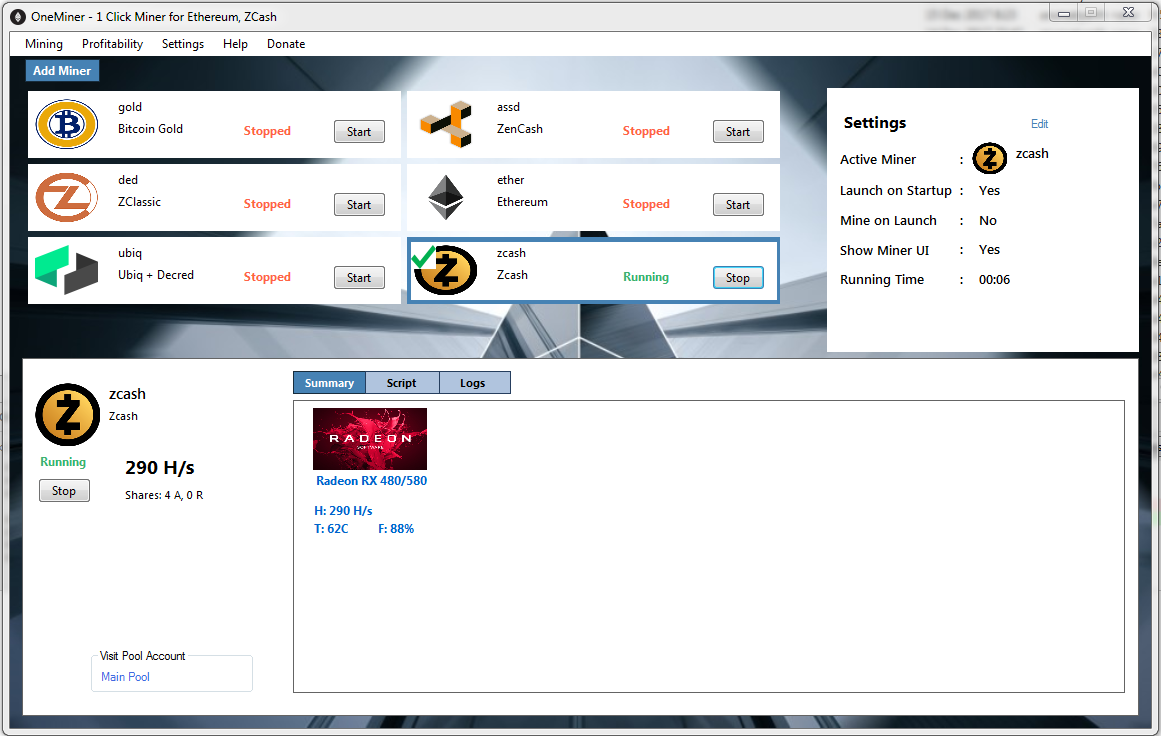 OneMiner - 1 Click Miner for Ethereum, ZCash
Mining Profitability Settings Help Donate
Add Miner
gold
Bitcoin Gold
Stopped
Start
assd
ZenCash
Stopped
Start
ded
ZClassic
Stopped
Start
ether
Ethereum
Stopped
Start
ubiq
Ubiq + Decred
Stopped
Start
zcash
Zcash
Running
Stop
Settings Edit
Active Miner : zcash
Launch on Startup : Yes
Mine on Launch : No
Show Miner UI : Yes
Running Time : 00:06
zcash
Zcash
Running
290 H/s
Stop
Shares: 4 A, 0 R
Visit Pool Account
Main Pool
Summary Script Logs
RADEON
SOFTWARE
Radeon RX 480/580
H: 290 H/s
T: 62C F: 88%